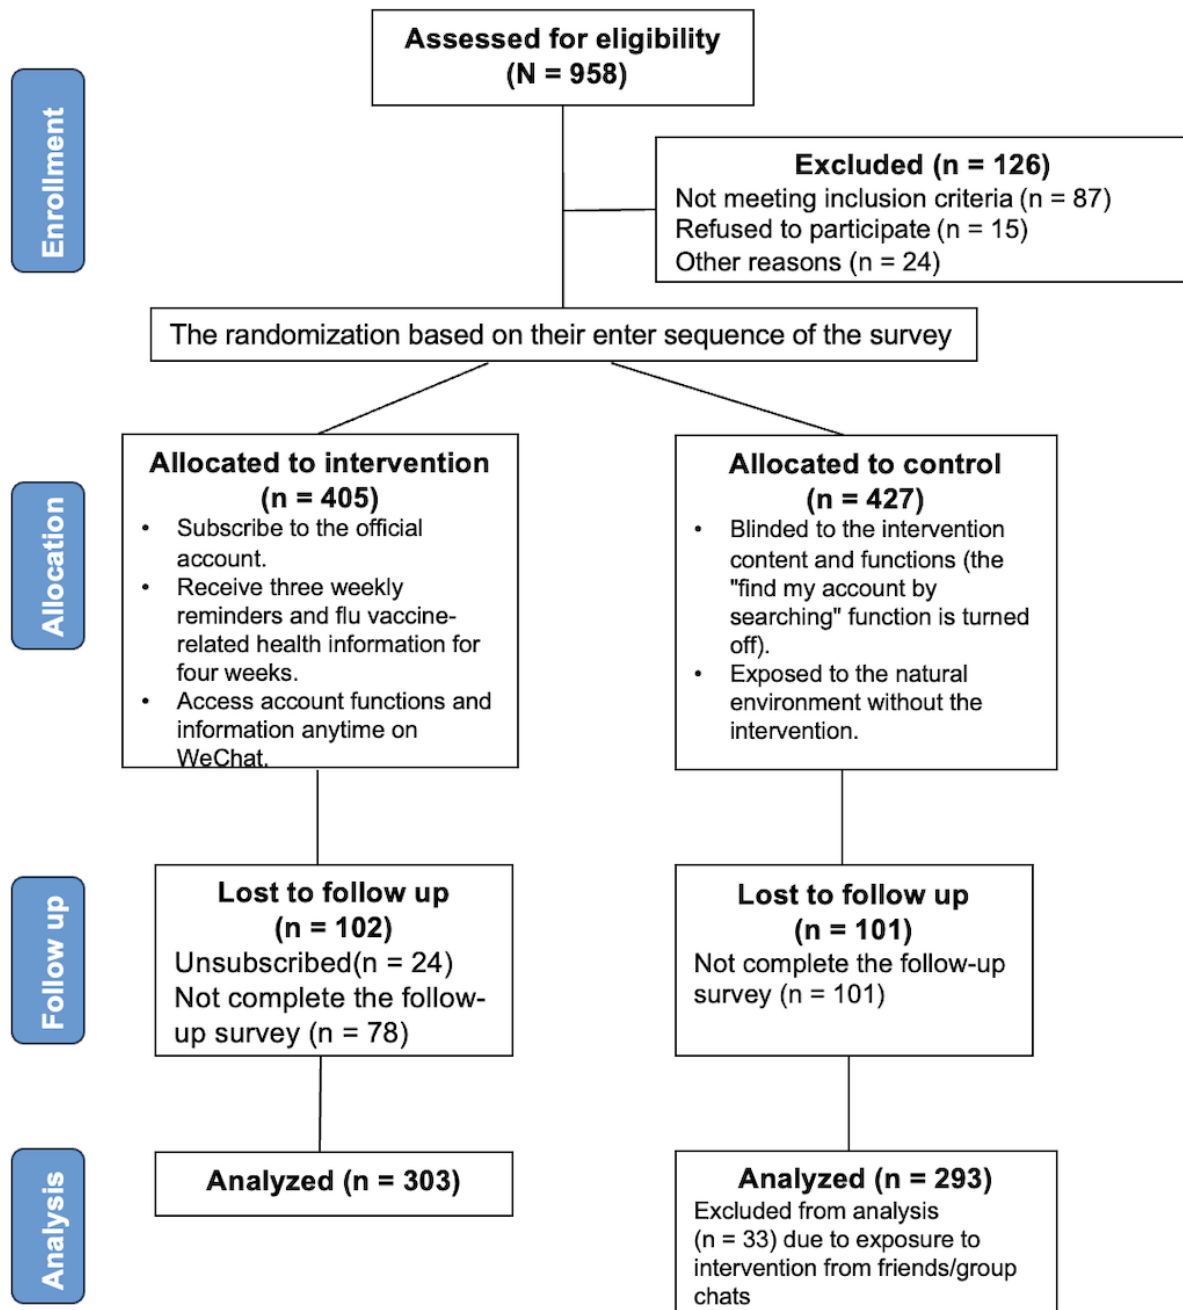 Assessed for eligibility
(N = 958)
Enrollment
Excluded (n = 126)
Not meeting inclusion criteria (n = 87)
Refused to participate (n = 15)
Other reasons (n = 24)
The randomization based on their enter sequence of the survey
Allocation
Allocated to intervention
(n = 405)
• Subscribe to the official
account.
• Receive three weekly
reminders and flu vaccine-
related health information for
four weeks.
• Access account functions and
information anytime on
WeChat.
Allocated to control
(n = 427)
• Blinded to the intervention
content and functions (the
"find my account by
searching" function is turned
off).
• Exposed to the natural
environment without the
intervention.
Follow up
Lost to follow up
(n = 102)
Unsubscribed(n = 24)
Not complete the follow-
up survey (n = 78)
Lost to follow up
(n = 101)
Not complete the follow-up
survey (n = 101)
Analysis
Analyzed (n = 303)
Analyzed (n = 293)
Excluded from analysis
(n = 33) due to exposure to
intervention from friends/group
chats